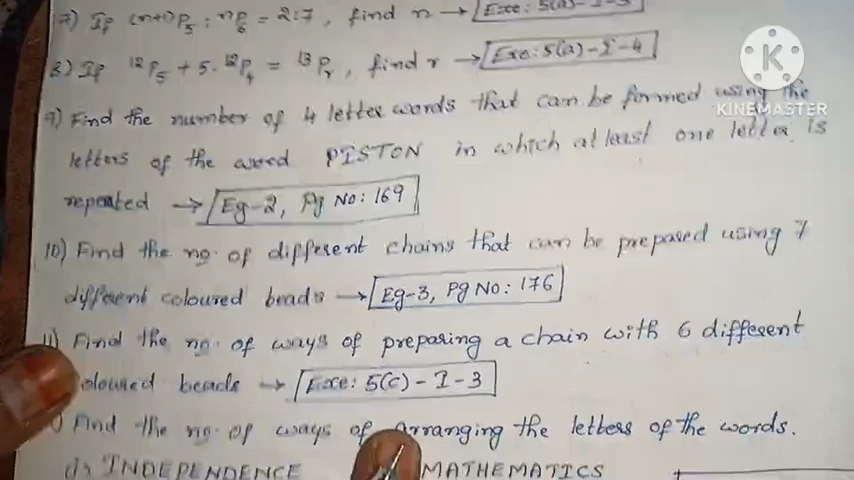 7) If (n+1)P5 : nP6 = 2:7, find n → Exe: 5(a)-I-3
8) If 12P5 + 5. 12P4 = 13Pr, find r → Exe: 5(a)-I-4
K
KINEMASTER
9) Find the number of 4 letter words that can be formed using the
letters of the word PISTON in which at least one letter is
repeated → Eg-2, Pg No: 169
10) Find the no. of different chains that can be prepared using 7
different coloured beads → Eg-3, Pg No: 176
11) Find the no. of ways of preparing a chain with 6 different
coloured beads → Exe: 5(c)-I-3
) Find the no. of ways of arranging the letters of the words.
INDEPENDENCE MATHEMATICS